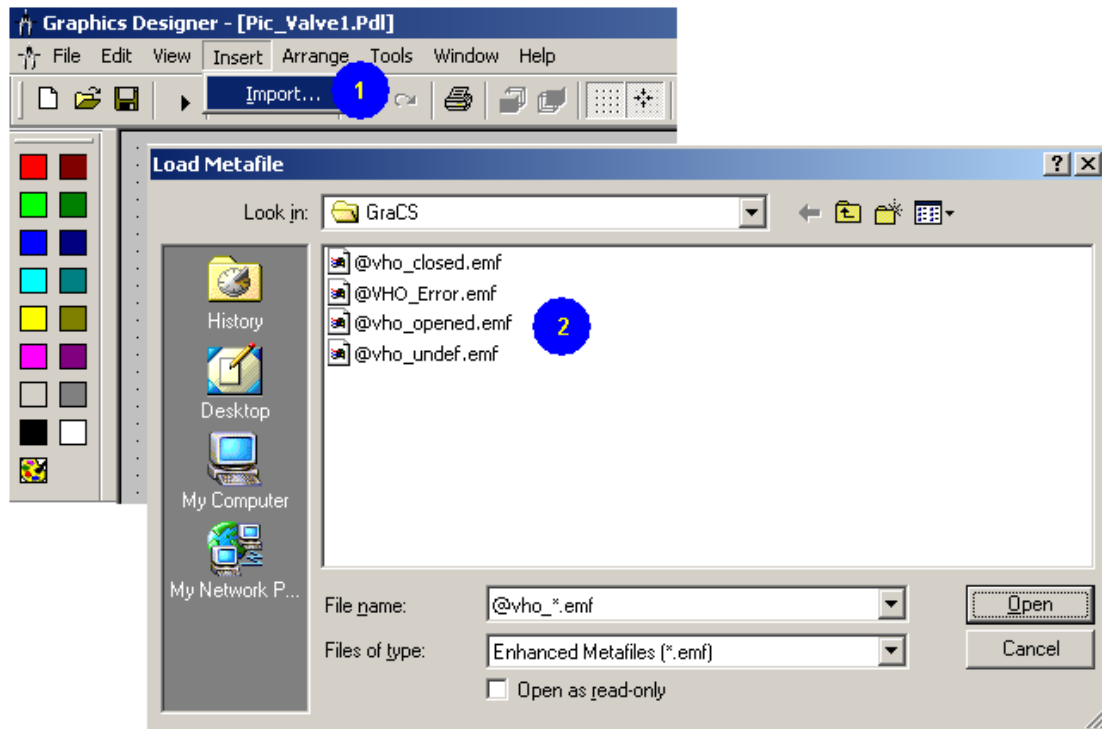 Graphics Designer - [Pic_Valve1.Pdl]
File Edit View Insert Arrange Tools Window Help
Import... 1
Load Metafile
Look in: GraCS
@vho_closed.emf
@VHO_Error.emf
@vho_opened.emf 2
@vho_undef.emf
History
Desktop
My Computer
My Network P...
File name: @vho_*.emf Open
Files of type: Enhanced Metafiles (*.emf) Cancel
Open as read-only